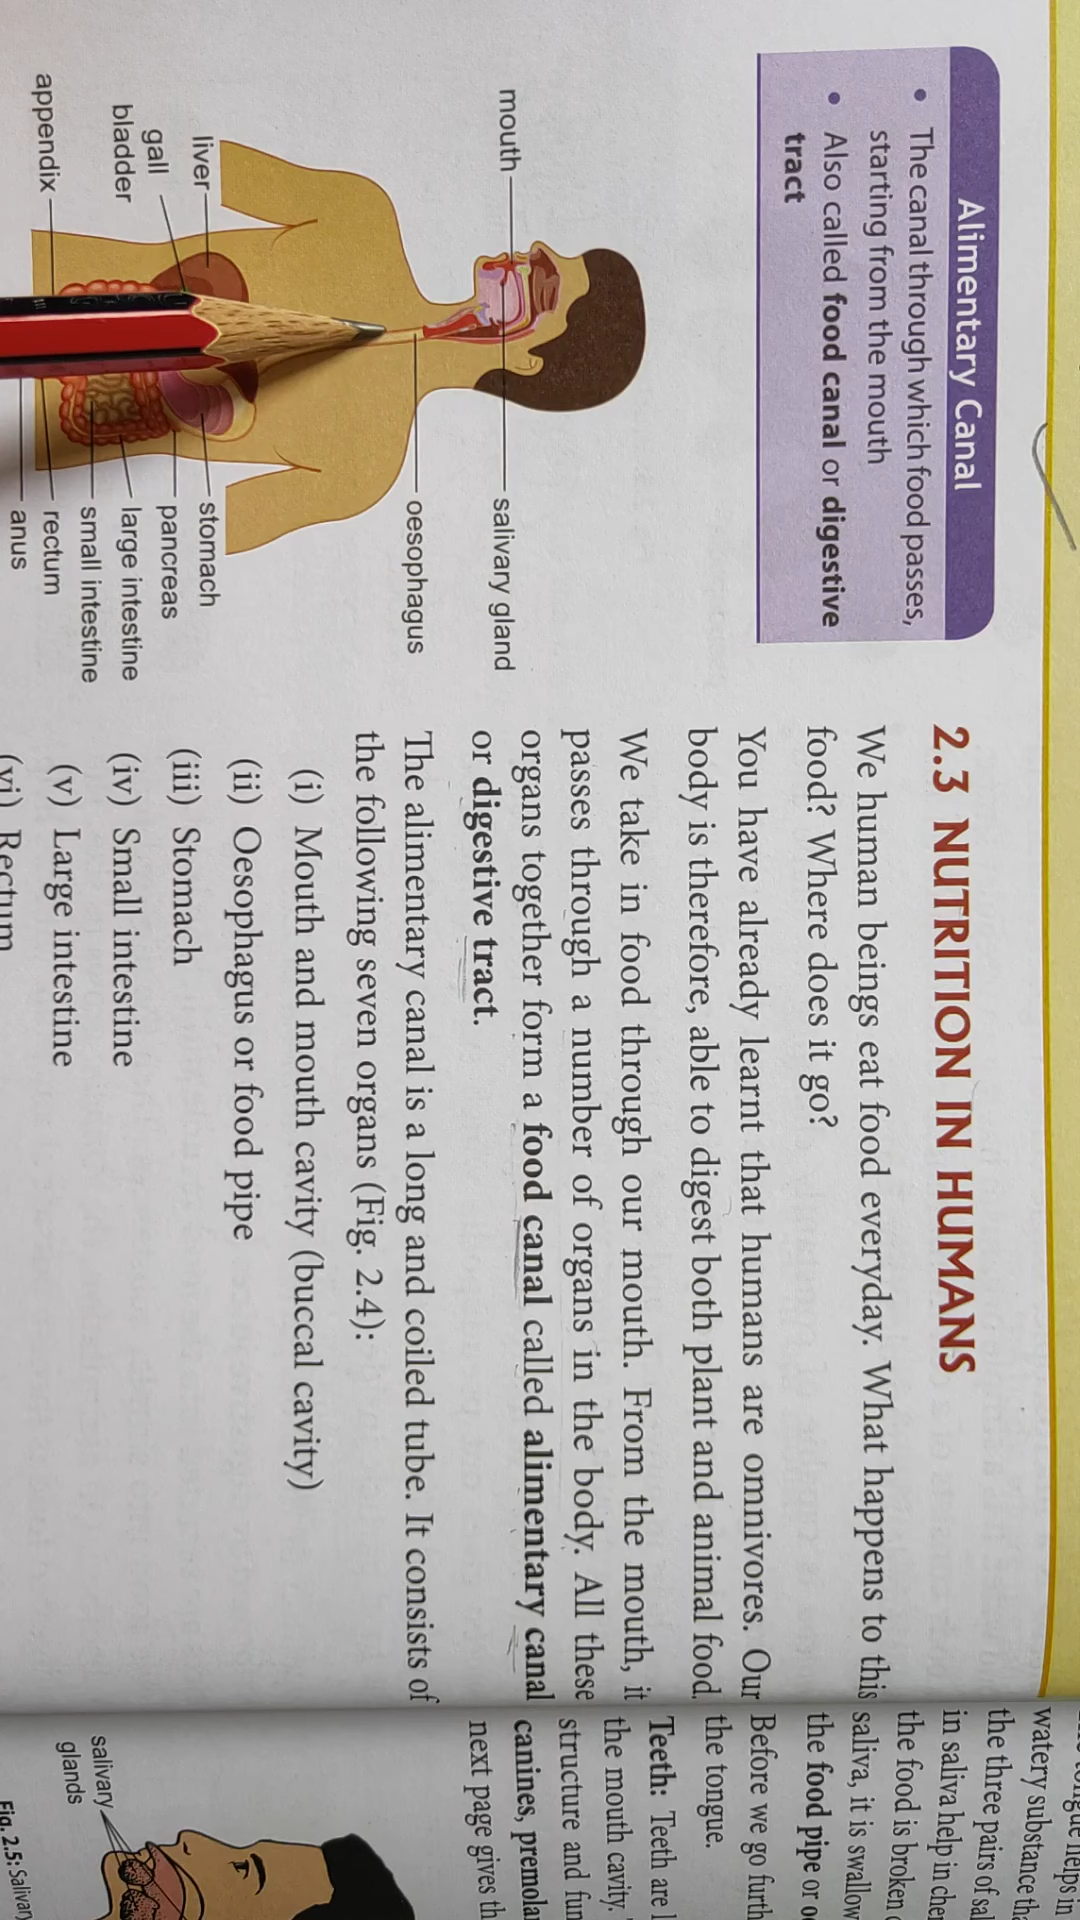 Alimentary Canal
• The canal through which food passes,
starting from the mouth
• Also called food canal or digestive
tract
mouth
salivary gland
oesophagus
liver
gall
bladder
appendix
stomach
pancreas
large intestine
small intestine
rectum
anus
2.3 NUTRITION IN HUMANS
We human beings eat food everyday. What happens to this
food? Where does it go?
You have already learnt that humans are omnivores. Our
body is therefore, able to digest both plant and animal food.
We take in food through our mouth. From the mouth, it
passes through a number of organs in the body. All these
organs together form a food canal called alimentary canal
or digestive tract.
The alimentary canal is a long and coiled tube. It consists of
the following seven organs (Fig. 2.4):
(i) Mouth and mouth cavity (buccal cavity)
(ii) Oesophagus or food pipe
(iii) Stomach
(iv) Small intestine
(v) Large intestine
(vi) Rectum
helps in
watery substance
the three pairs of
in saliva help in
the food is broken
saliva, it is
the food pipe or
Before we go
the tongue.
Teeth: Teeth are
the mouth cavity.
structure and
canines,
next page gives
salivary
glands
Fig. 2.5: